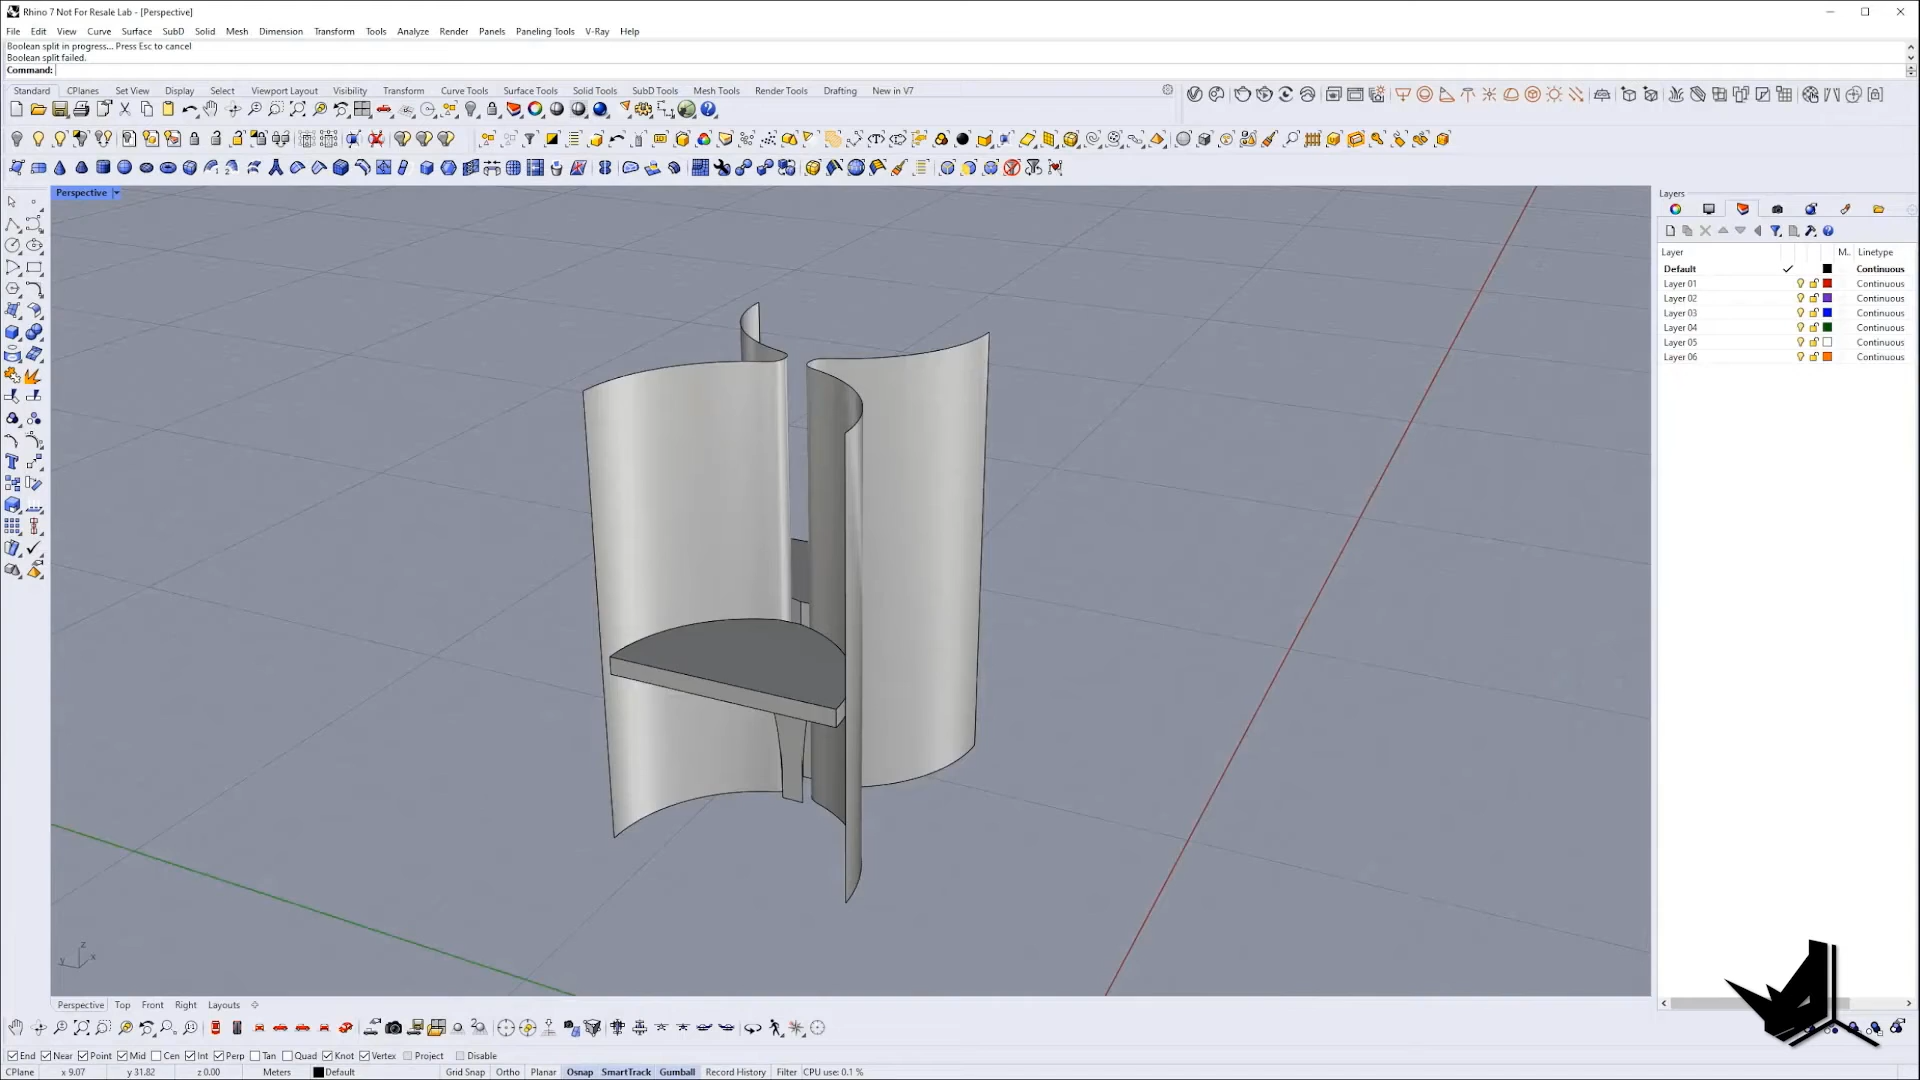 Rhino 7 Not For Resale Lab - [Perspective]
File Edit View Curve Surface SubD Solid Mesh Dimension Transform Tools Analyze Render Panels Paneling Tools V-Ray Help
Boolean split in progress... Press Esc to cancel
Boolean split failed.
Command:
Standard CPlanes Set View Display Select Viewport Layout Visibility Transform Curve Tools Surface Tools Solid Tools SubD Tools Mesh Tools Render Tools Drafting New in V7
Perspective
Layers
Layer M.. Linetype
Default Continuous
Layer 01 Continuous
Layer 02 Continuous
Layer 03 Continuous
Layer 04 Continuous
Layer 05 Continuous
Layer 06 Continuous
z
y x
Perspective Top Front Right Layouts
End Near Point Mid Cen Int Perp Tan Quad Knot Vertex Project Disable
CPlane x 9.07 y 31.82 z 0.00 Meters Default Grid Snap Ortho Planar Osnap SmartTrack Gumball Record History Filter CPU use: 0.1 %